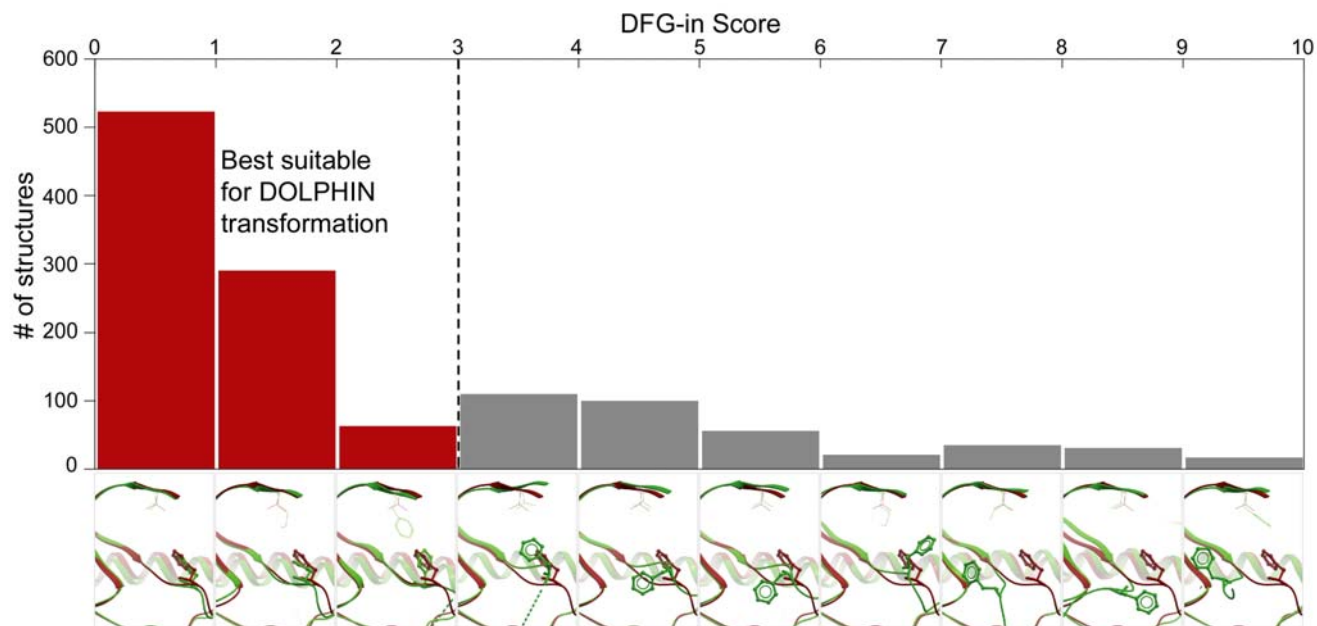 DFG-in Score
0 1 2 3 4 5 6 7 8 9 10
600
500
400
300
200
100
0
# of structures
Best suitable
for DOLPHIN
transformation